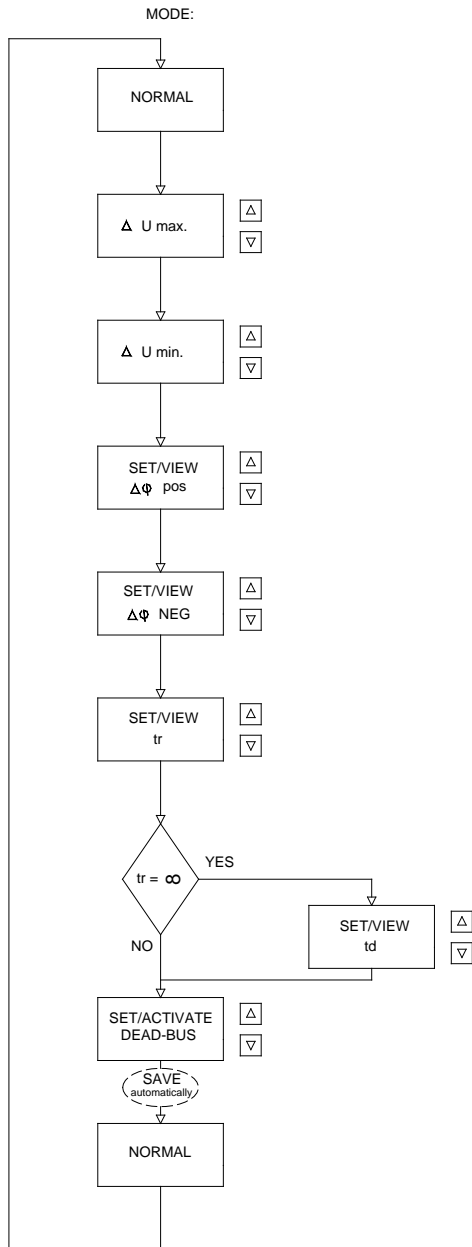 MODE:
NORMAL
Δ U max.
Δ U min.
SET/VIEW
Δφ pos
SET/VIEW
Δφ NEG
SET/VIEW
tr
tr = ∞
YES
NO
SET/VIEW
td
SET/ACTIVATE
DEAD-BUS
SAVE
automatically
NORMAL